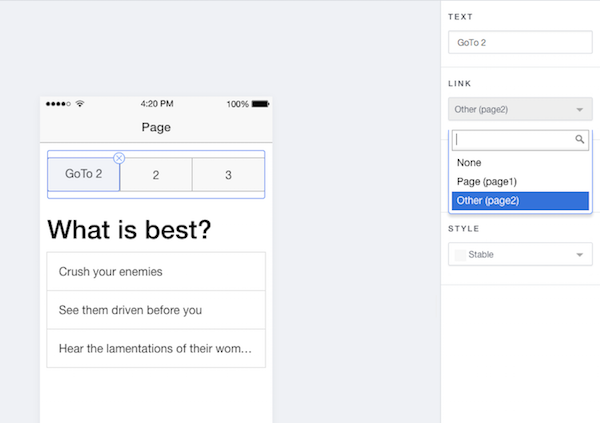 4:20 PM
100%
Page
GoTo 2
2
3
What is best?
Crush your enemies
See them driven before you
Hear the lamentations of their wom...
TEXT
GoTo 2
LINK
Other (page2)
None
Page (page1)
Other (page2)
STYLE
Stable